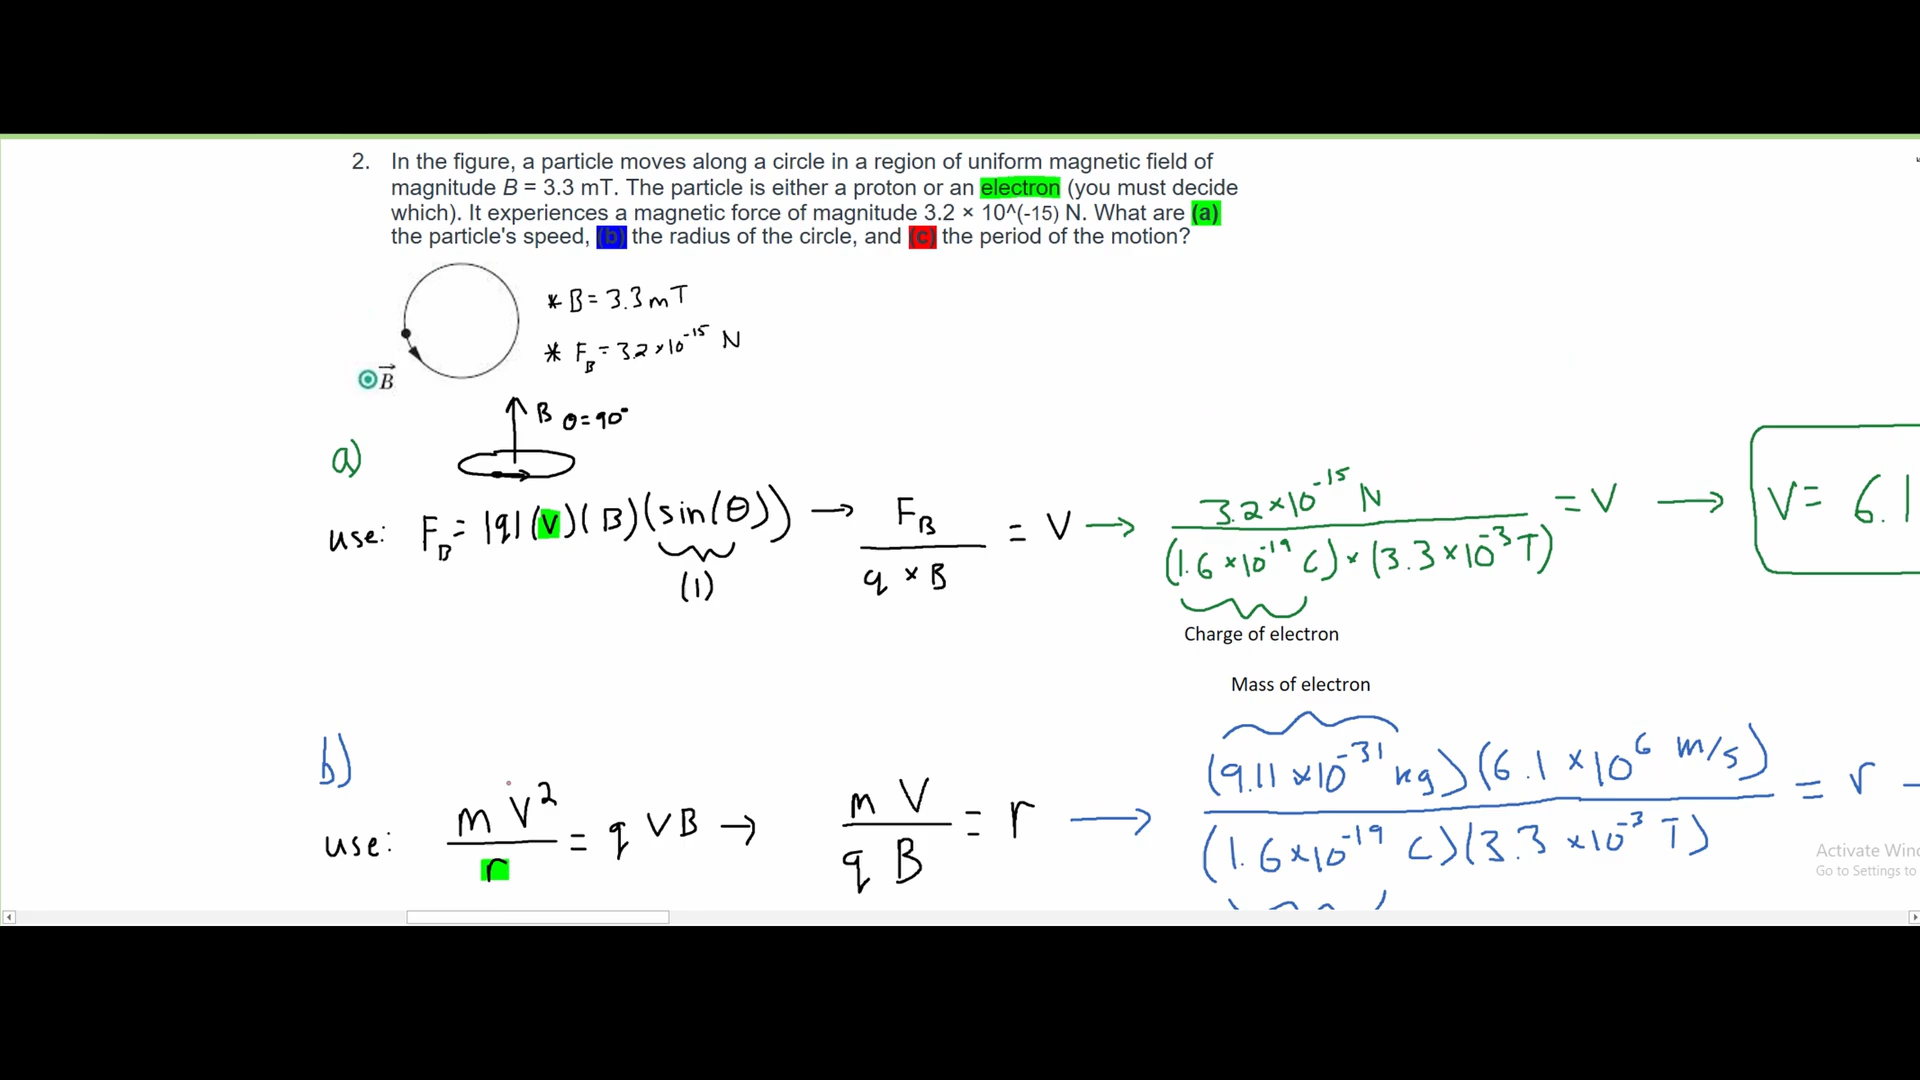 2. In the figure, a particle moves along a circle in a region of uniform magnetic field of
magnitude B = 3.3 mT. The particle is either a proton or an electron (you must decide
which). It experiences a magnetic force of magnitude 3.2 × 10^(-15) N. What are (a)
the particle's speed, (b) the radius of the circle, and (c) the period of the motion?
* B = 3.3 mT
* F_B = 3.2 × 10^-15 N
B⃗
B θ = 90°
a)
use: F_B = |q|(v)(B)(sin(θ)) → F_B / (q × B) = V → 3.2 × 10^-15 N / ((1.6 × 10^-19 C) × (3.3 × 10^-3 T)) = V → V = 6.1
(1)
Charge of electron
Mass of electron
b)
use: m V² / r = q V B → m V / (q B) = r → (9.11 × 10^-31 kg)(6.1 × 10^6 m/s) / ((1.6 × 10^-19 C)(3.3 × 10^-3 T)) = r
Activate Winc
Go to Settings to